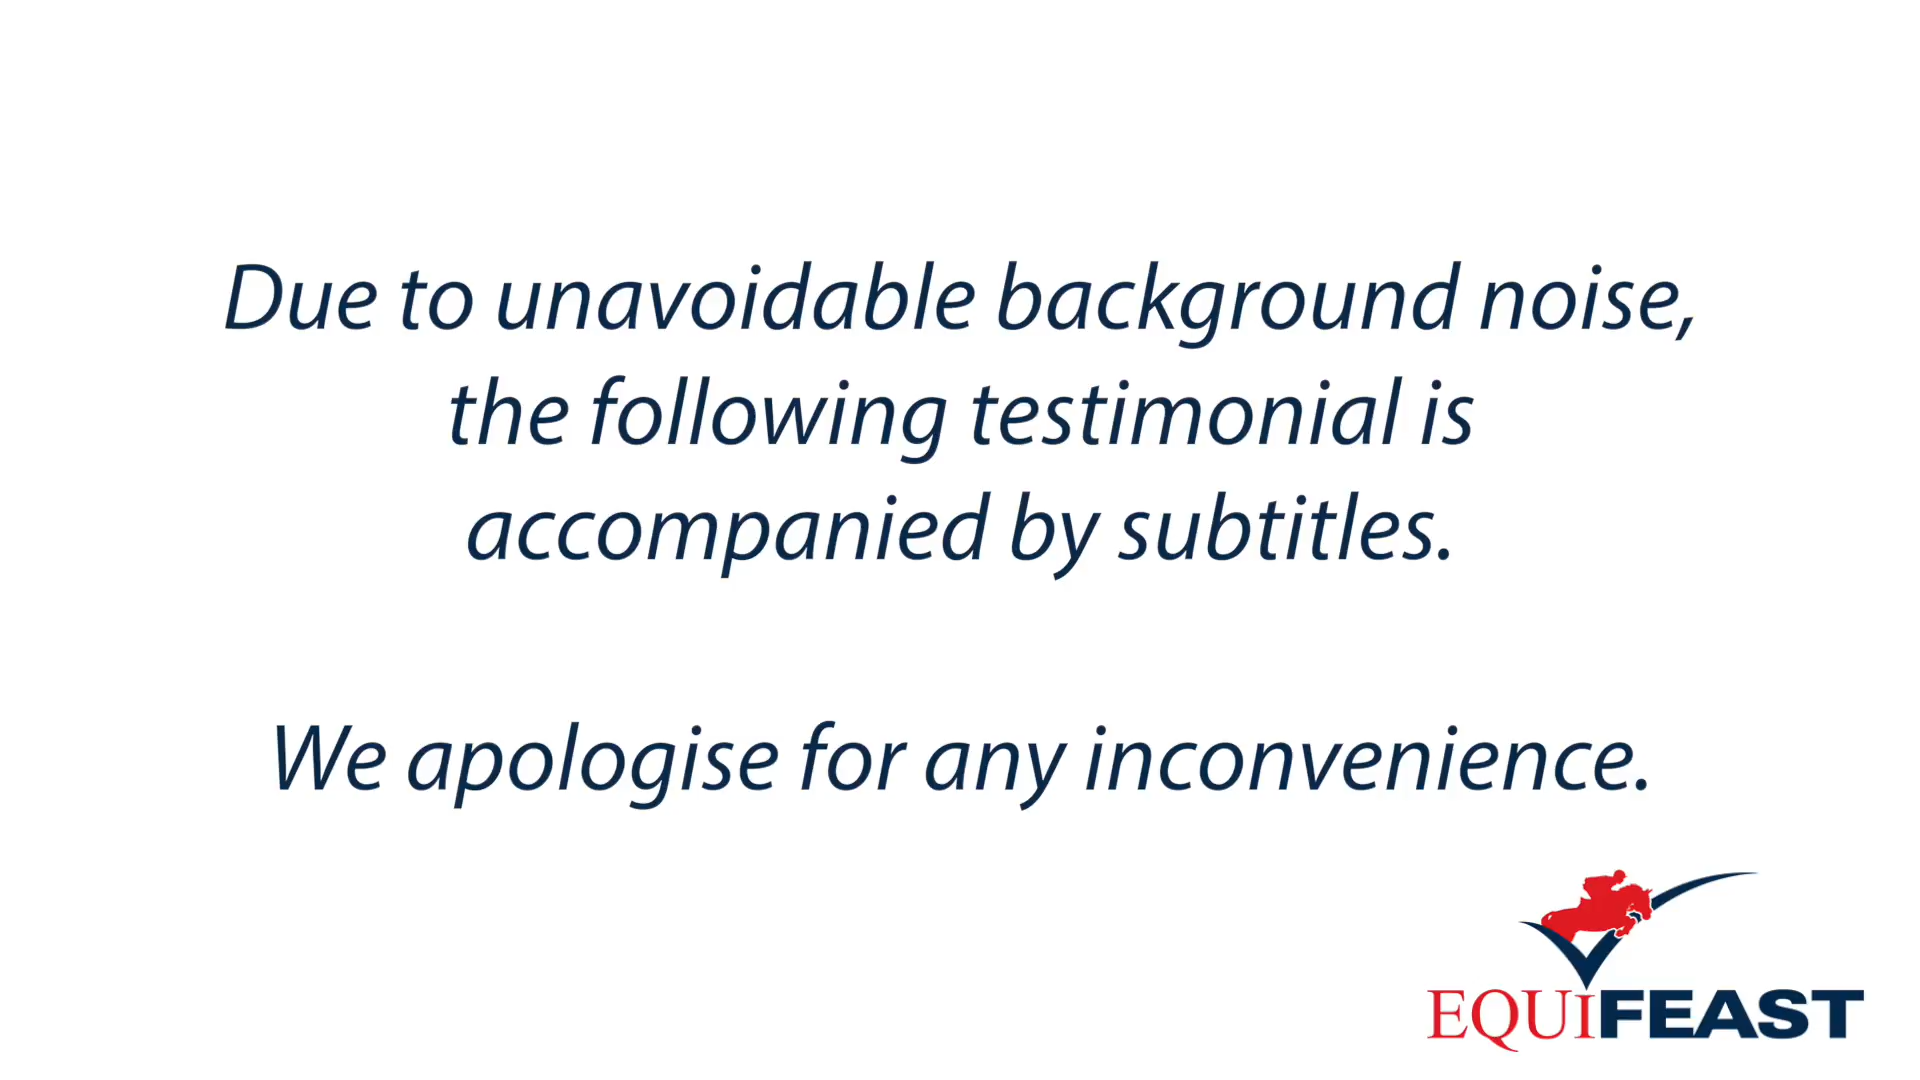 Due to unavoidable background noise,
the following testimonial is
accompanied by subtitles.
We apologise for any inconvenience.
EQUIFEAST